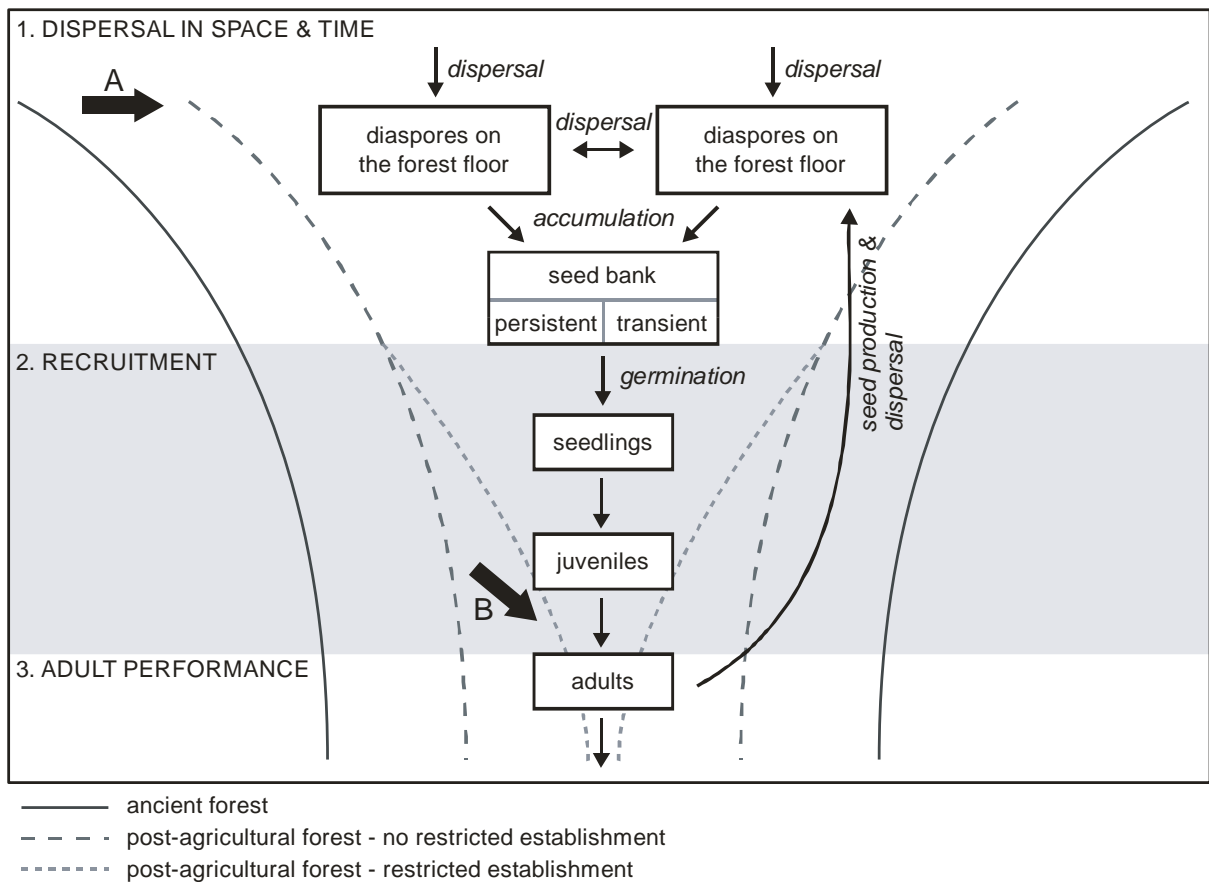 1. DISPERSAL IN SPACE & TIME
A
dispersal
dispersal
diaspores on
the forest floor
dispersal
diaspores on
the forest floor
accumulation
seed bank
persistent
transient
seed production &
dispersal
2. RECRUITMENT
germination
seedlings
juveniles
B
3. ADULT PERFORMANCE
adults
ancient forest
post-agricultural forest - no restricted establishment
post-agricultural forest - restricted establishment